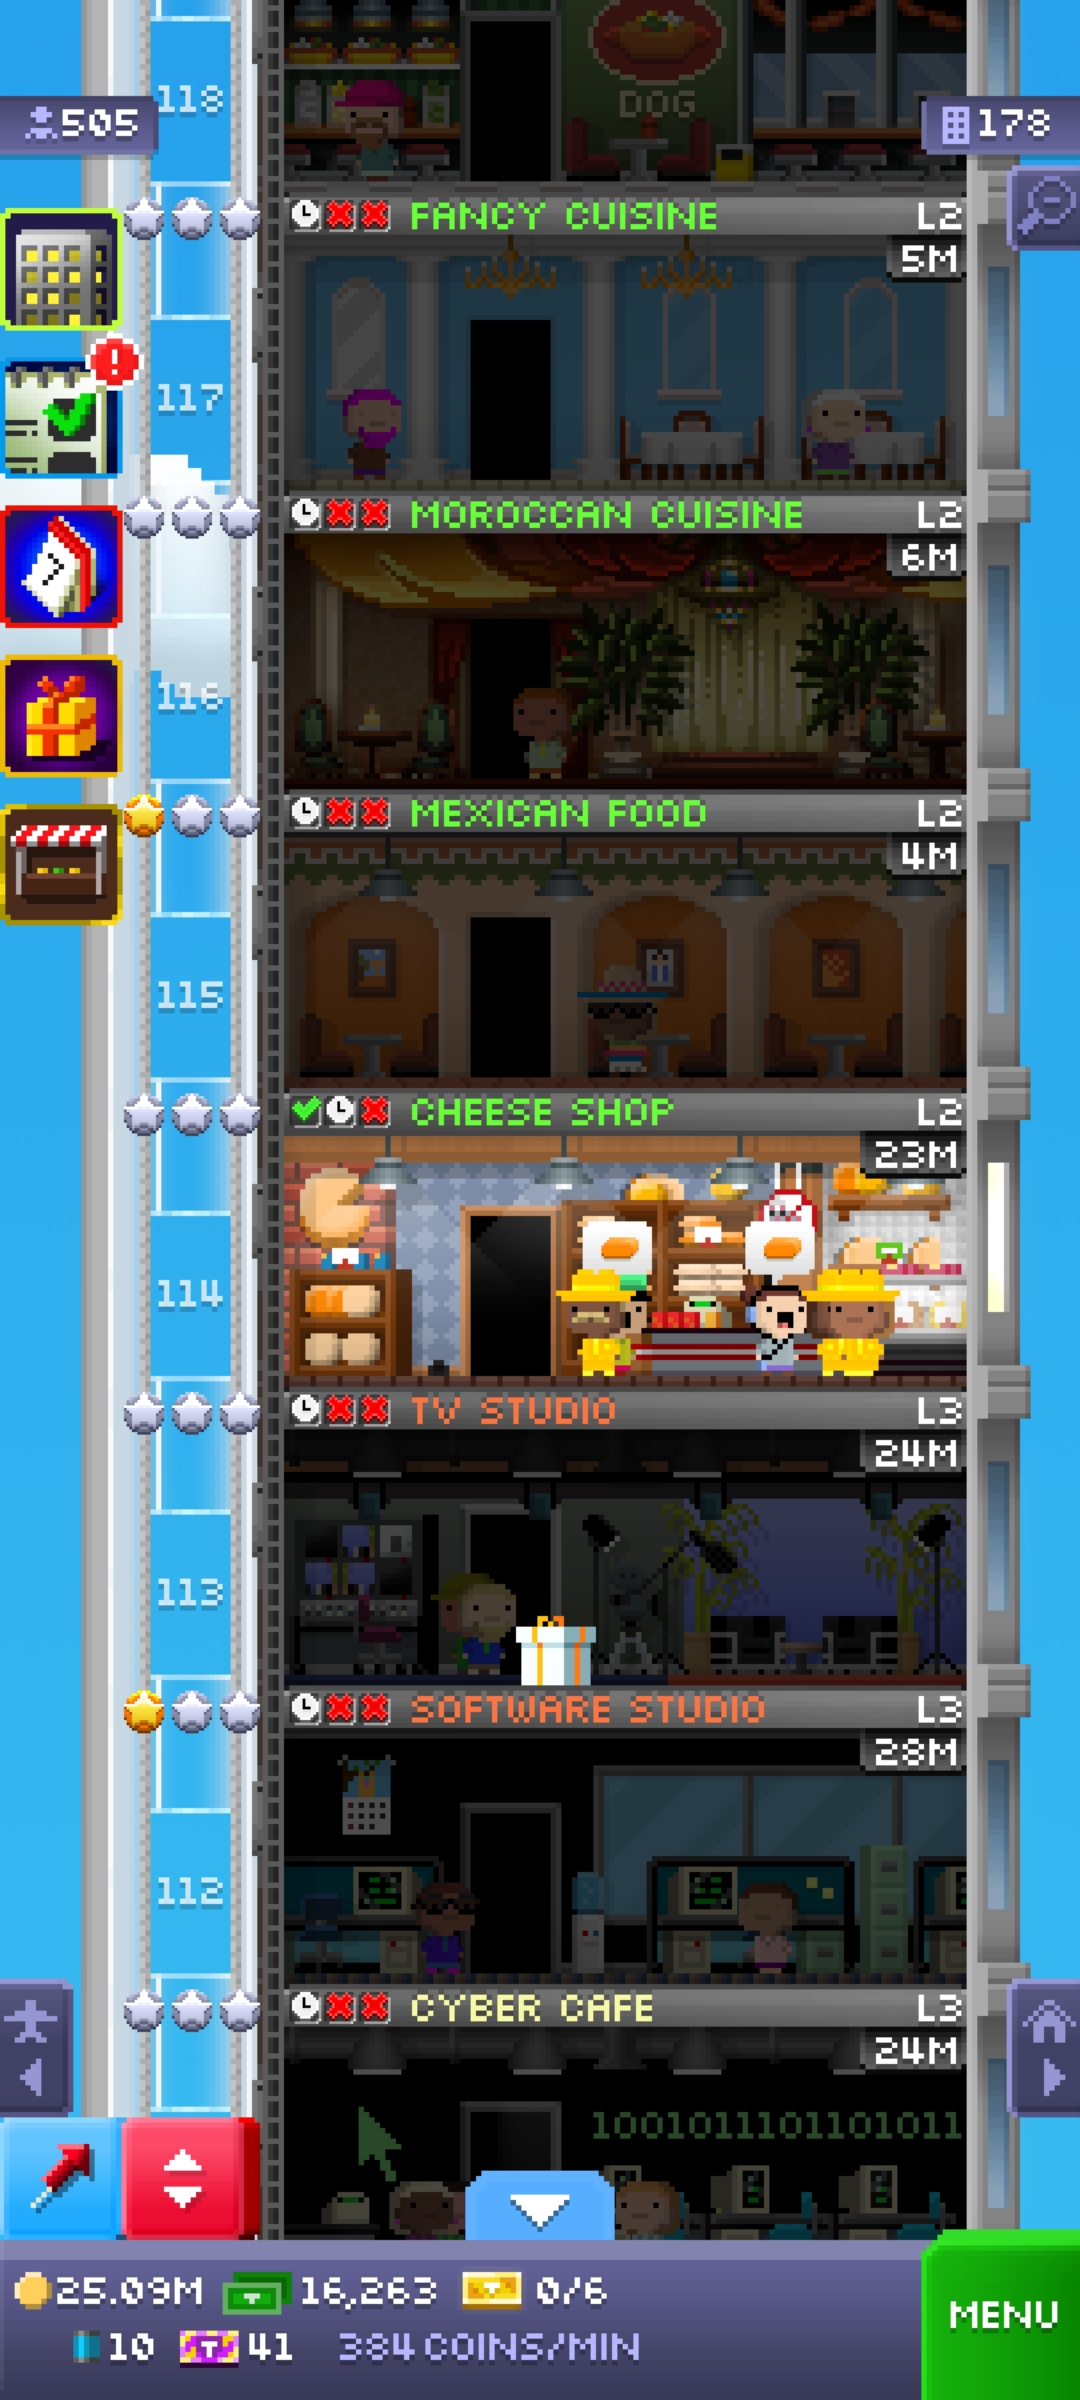 118
505
DOG
178
FANCY CUISINE L2
5M
117
MOROCCAN CUISINE L2
6M
7
116
MEXICAN FOOD L2
4M
115
CHEESE SHOP L2
23M
114
TV STUDIO L3
24M
113
SOFTWARE STUDIO L3
28M
112
CYBER CAFE L3
24M
1001011101101011
25.09M 16,263 0/6
MENU
10 T 41 384 COINS/MIN